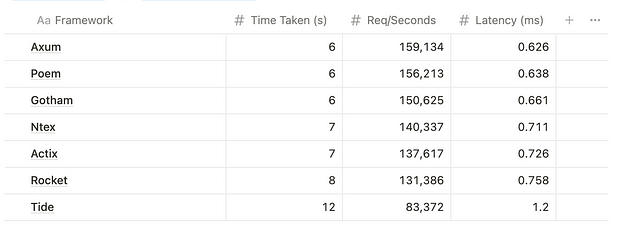 Aa Framework # Time Taken (s) # Req/Seconds # Latency (ms) + ...
Axum 6 159,134 0.626
Poem 6 156,213 0.638
Gotham 6 150,625 0.661
Ntex 7 140,337 0.711
Actix 7 137,617 0.726
Rocket 8 131,386 0.758
Tide 12 83,372 1.2